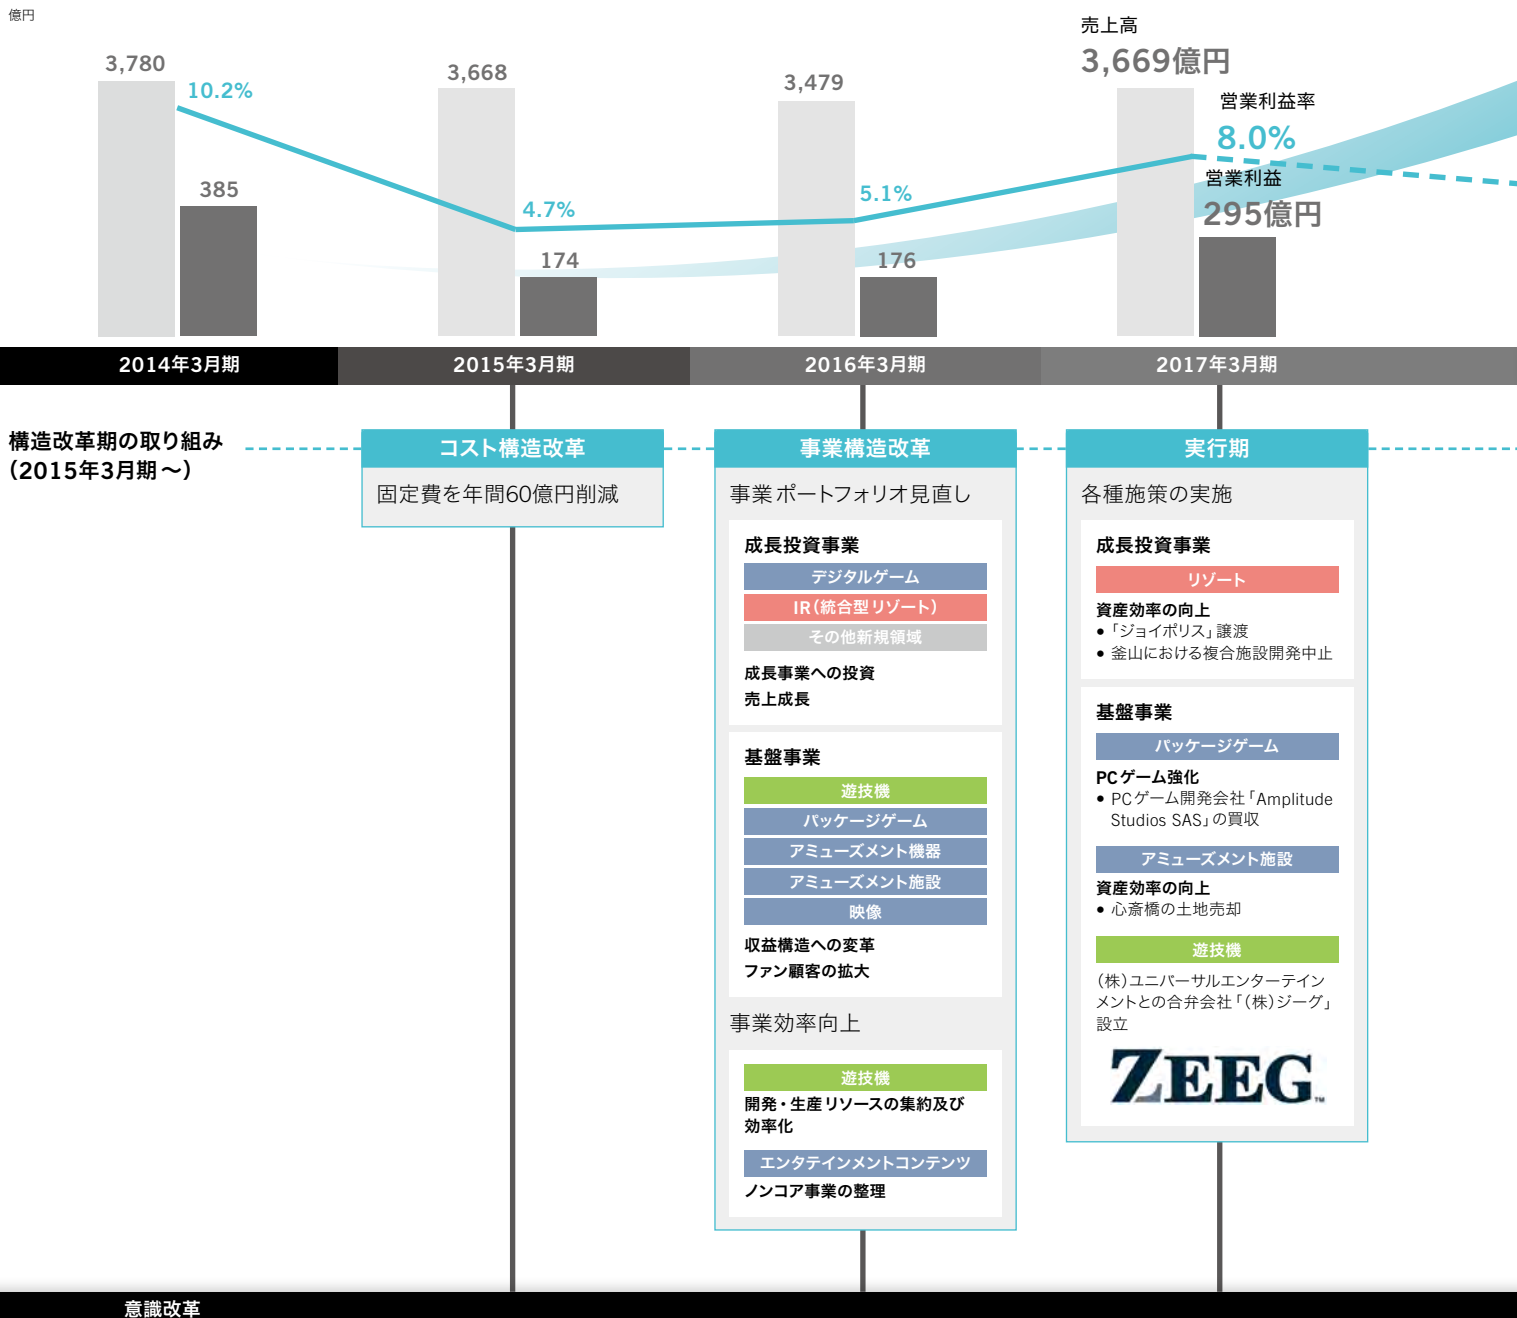 億円
3,780
10.2%
385
3,668
4.7%
174
3,479
5.1%
176
売上高
3,669億円
営業利益率
8.0%
営業利益
295億円
2014年3月期
2015年3月期
2016年3月期
2017年3月期
構造改革期の取り組み
（2015年3月期～）
コスト構造改革
固定費を年間60億円削減
事業構造改革
事業ポートフォリオ見直し
成長投資事業
デジタルゲーム
IR（統合型リゾート）
その他新規領域
成長事業への投資
売上成長
基盤事業
遊技機
パッケージゲーム
アミューズメント機器
アミューズメント施設
映像
収益構造への変革
ファン顧客の拡大
事業効率向上
遊技機
開発・生産リソースの集約及び
効率化
エンタテインメントコンテンツ
ノンコア事業の整理
実行期
各種施策の実施
成長投資事業
リゾート
資産効率の向上
● 「ジョイポリス」譲渡
● 釜山における複合施設開発中止
基盤事業
パッケージゲーム
PCゲーム強化
● PCゲーム開発会社「Amplitude
Studios SAS」の買収
アミューズメント施設
資産効率の向上
● 心斎橋の土地売却
遊技機
（株）ユニバーサルエンターテイン
メントとの合弁会社「（株）ジーグ」
設立
ZEEG™
意識改革